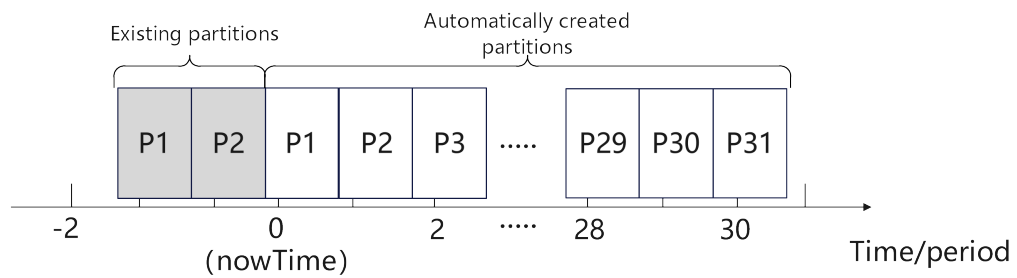 Existing partitions
Automatically created
partitions
P1 P2 P1 P2 P3 ····· P29 P30 P31
-2 0 2 ····· 28 30
(nowTime)
Time/period